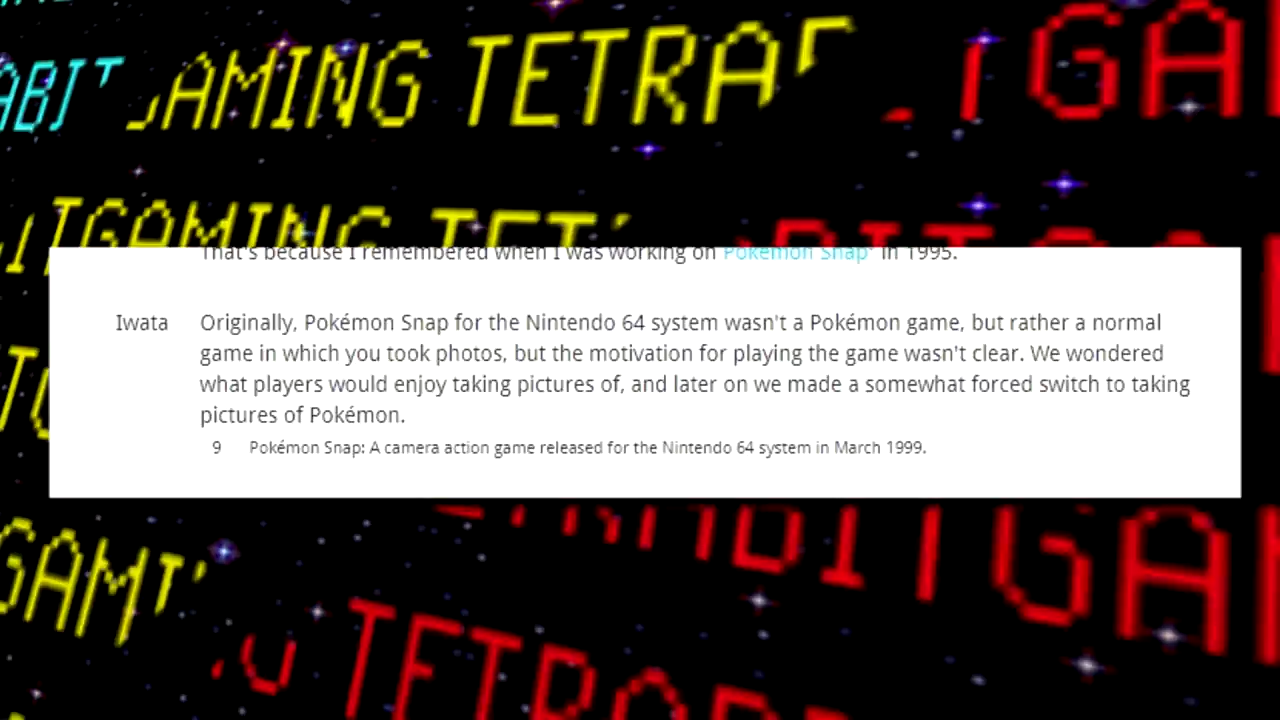 GAMING TETRA
GA
That's because I remembered when I was working on Pokémon Snap⁹ in 1995.
Iwata Originally, Pokémon Snap for the Nintendo 64 system wasn't a Pokémon game, but rather a normal
game in which you took photos, but the motivation for playing the game wasn't clear. We wondered
what players would enjoy taking pictures of, and later on we made a somewhat forced switch to taking
pictures of Pokémon.
9 Pokémon Snap: A camera action game released for the Nintendo 64 system in March 1999.